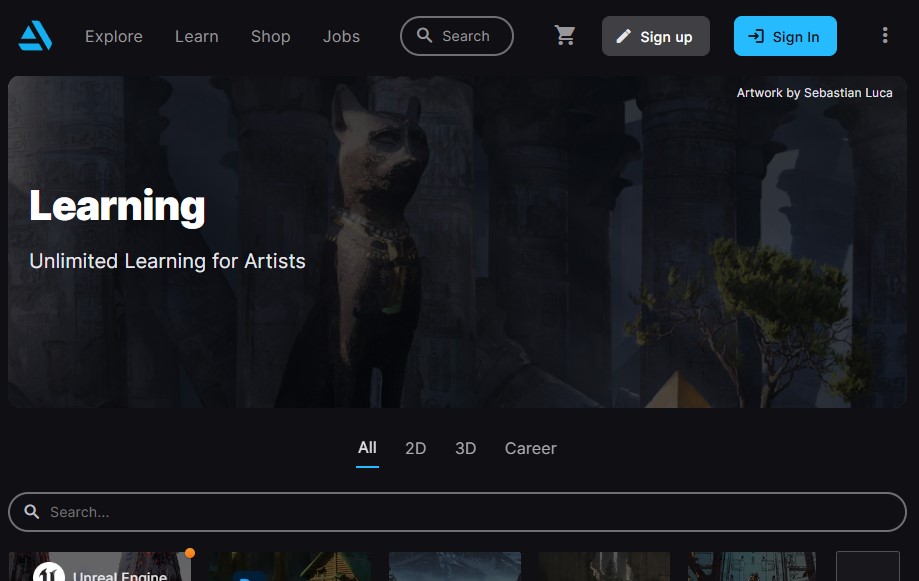 Explore Learn Shop Jobs Search Sign up Sign In
Artwork by Sebastian Luca
Learning
Unlimited Learning for Artists
All 2D 3D Career
Search...
Unreal Engine